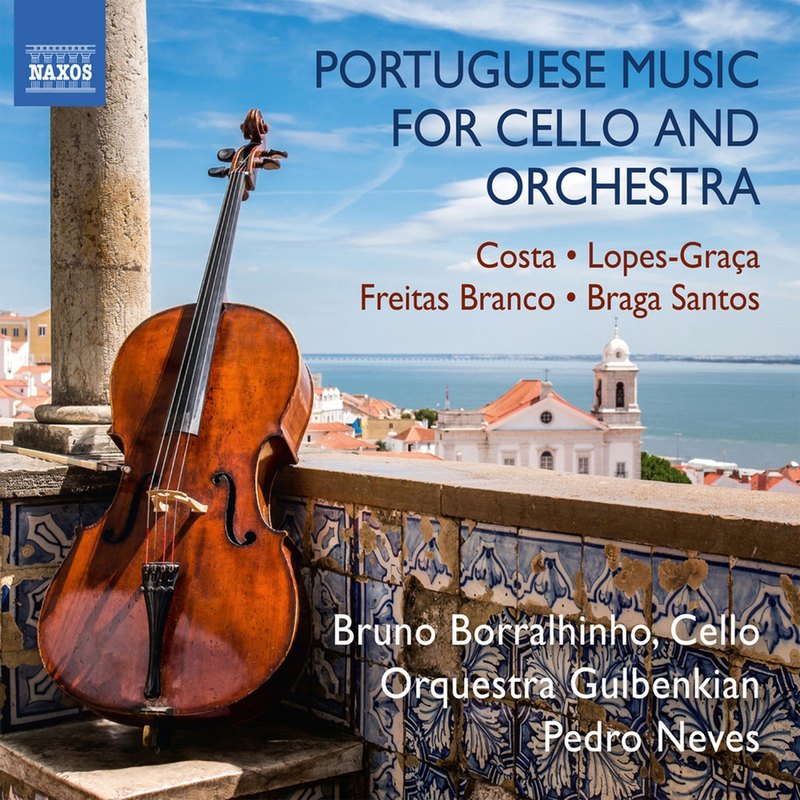 NAXOS
PORTUGUESE MUSIC
FOR CELLO AND
ORCHESTRA
Costa • Lopes-Graça
Freitas Branco • Braga Santos
Bruno Borralhinho, Cello
Orquestra Gulbenkian
Pedro Neves